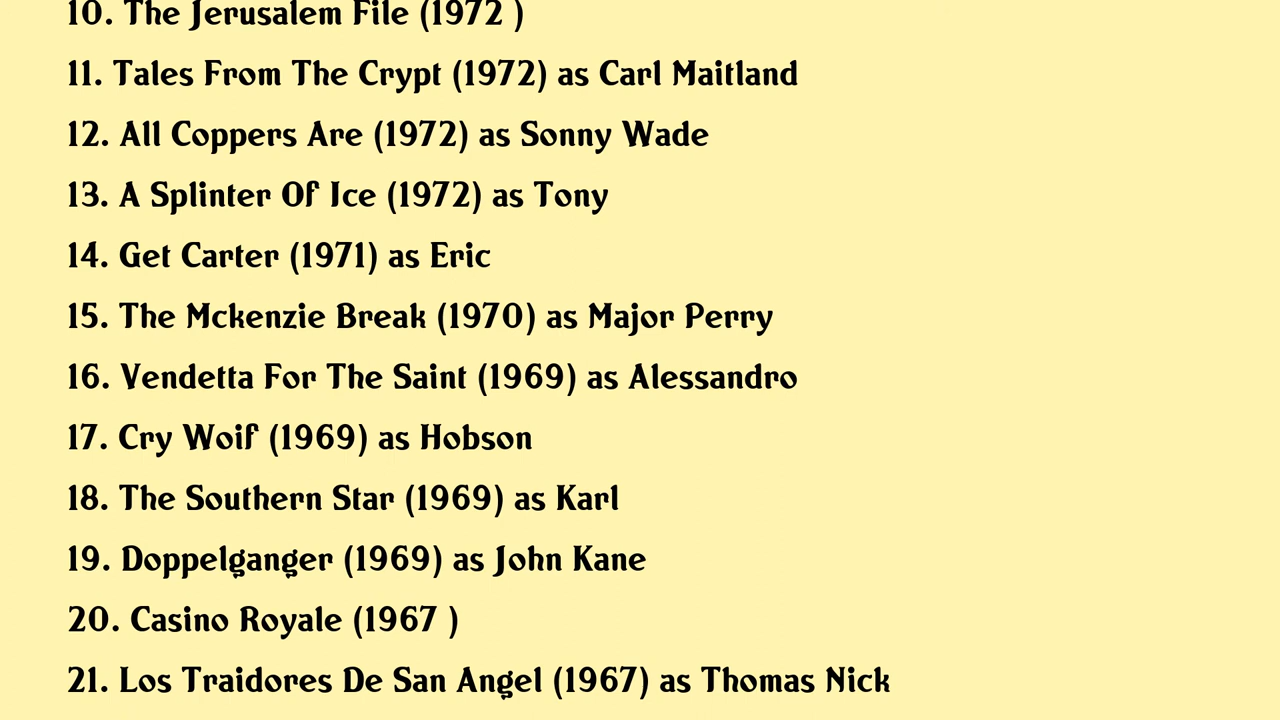 10. The Jerusalem File (1972 )
11. Tales From The Crypt (1972) as Carl Maitland
12. All Coppers Are (1972) as Sonny Wade
13. A Splinter Of Ice (1972) as Tony
14. Get Carter (1971) as Eric
15. The Mckenzie Break (1970) as Major Perry
16. Vendetta For The Saint (1969) as Alessandro
17. Cry Woif (1969) as Hobson
18. The Southern Star (1969) as Karl
19. Doppelganger (1969) as John Kane
20. Casino Royale (1967 )
21. Los Traidores De San Angel (1967) as Thomas Nick